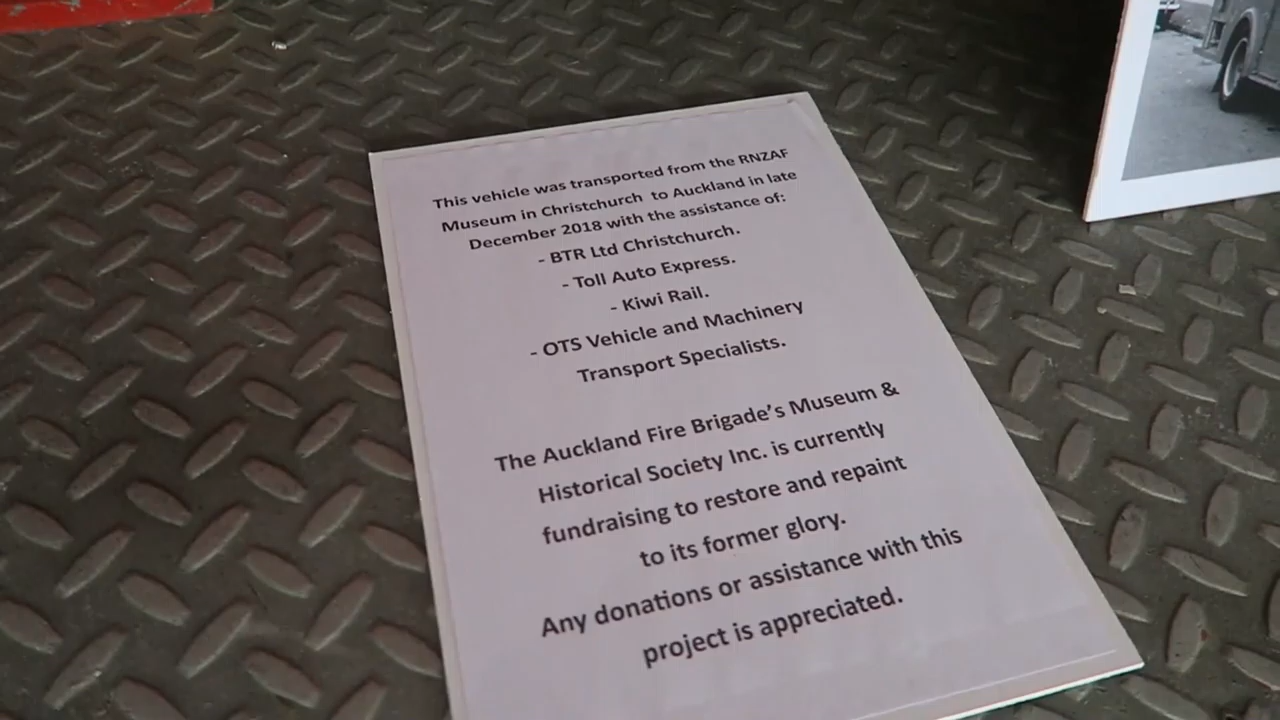 This vehicle was transported from the RNZAF
Museum in Christchurch to Auckland in late
December 2018 with the assistance of:
- BTR Ltd Christchurch.
- Toll Auto Express.
- Kiwi Rail.
- OTS Vehicle and Machinery
Transport Specialists.
The Auckland Fire Brigade's Museum &
Historical Society Inc. is currently
fundraising to restore and repaint
to its former glory.
Any donations or assistance with this
project is appreciated.